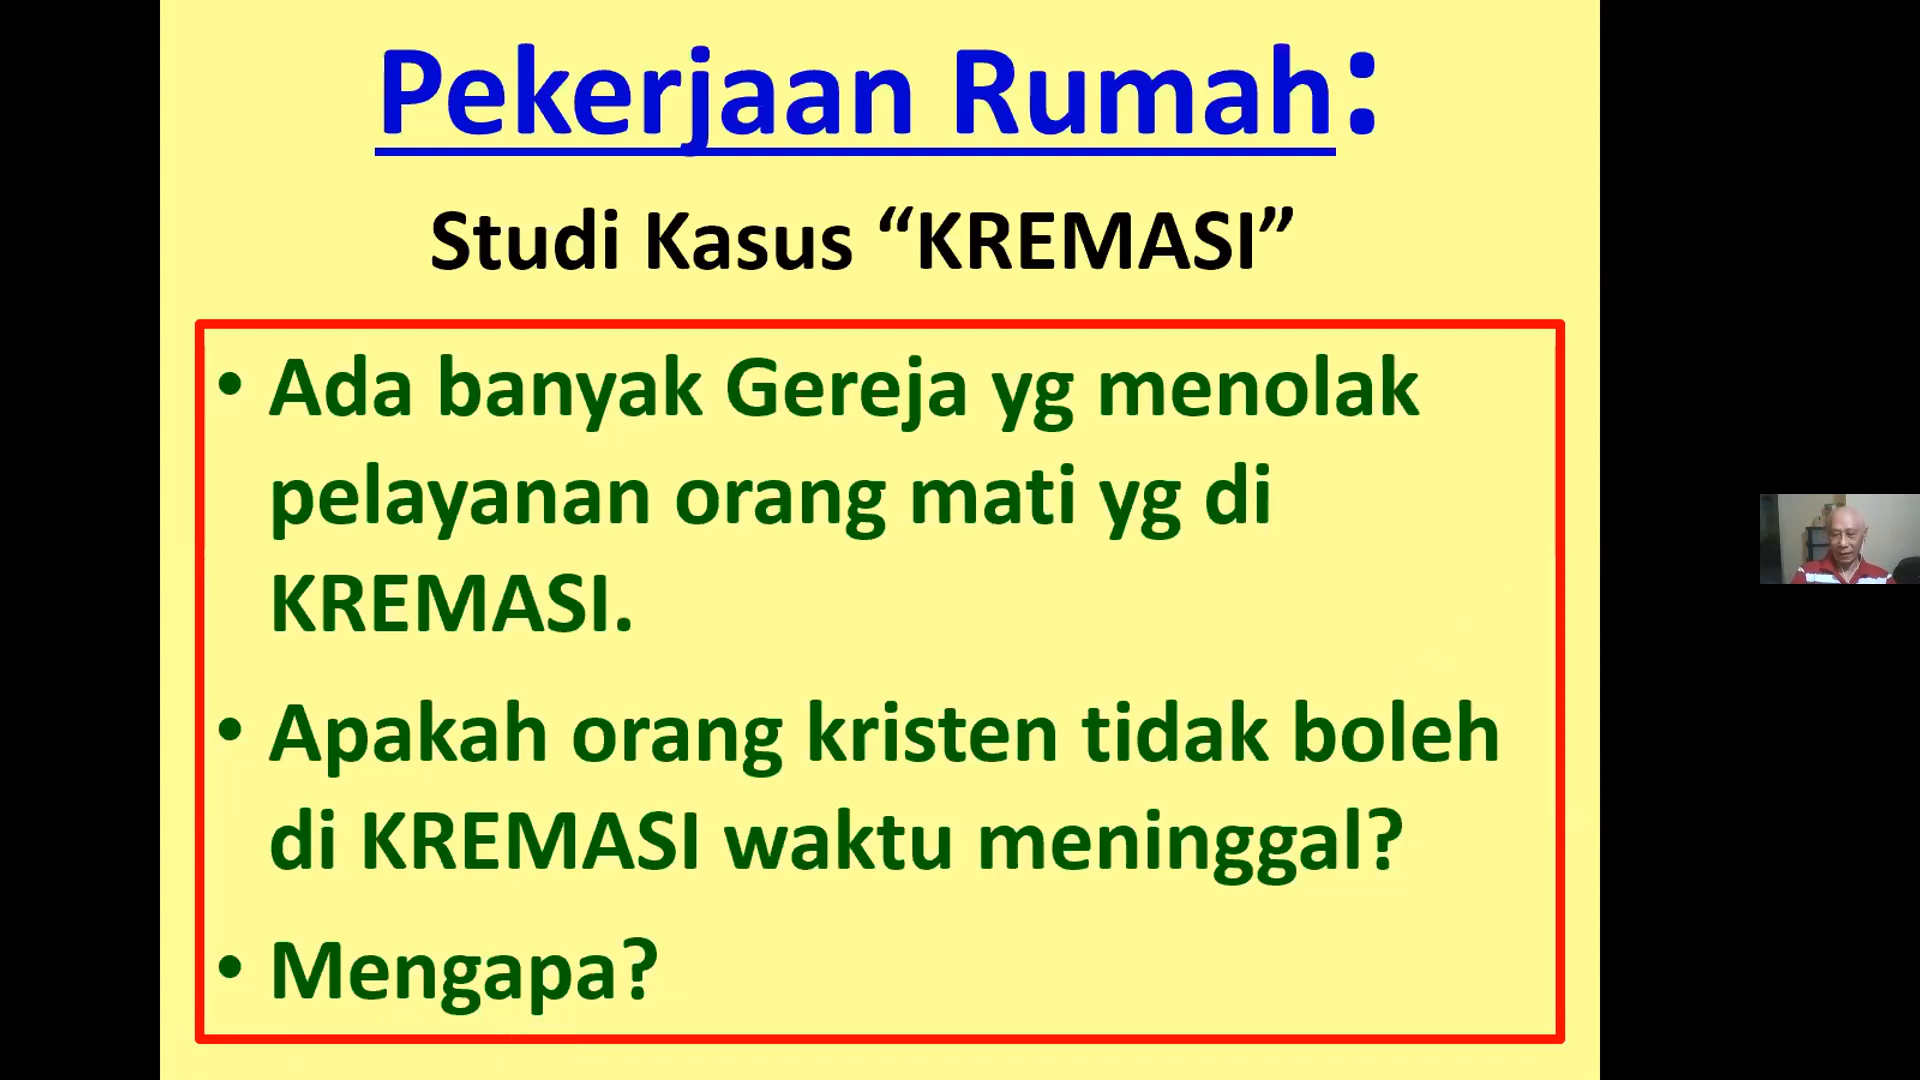 Pekerjaan Rumah:
Studi Kasus “KREMASI”
• Ada banyak Gereja yg menolak
pelayanan orang mati yg di
KREMASI.
• Apakah orang kristen tidak boleh
di KREMASI waktu meninggal?
• Mengapa?